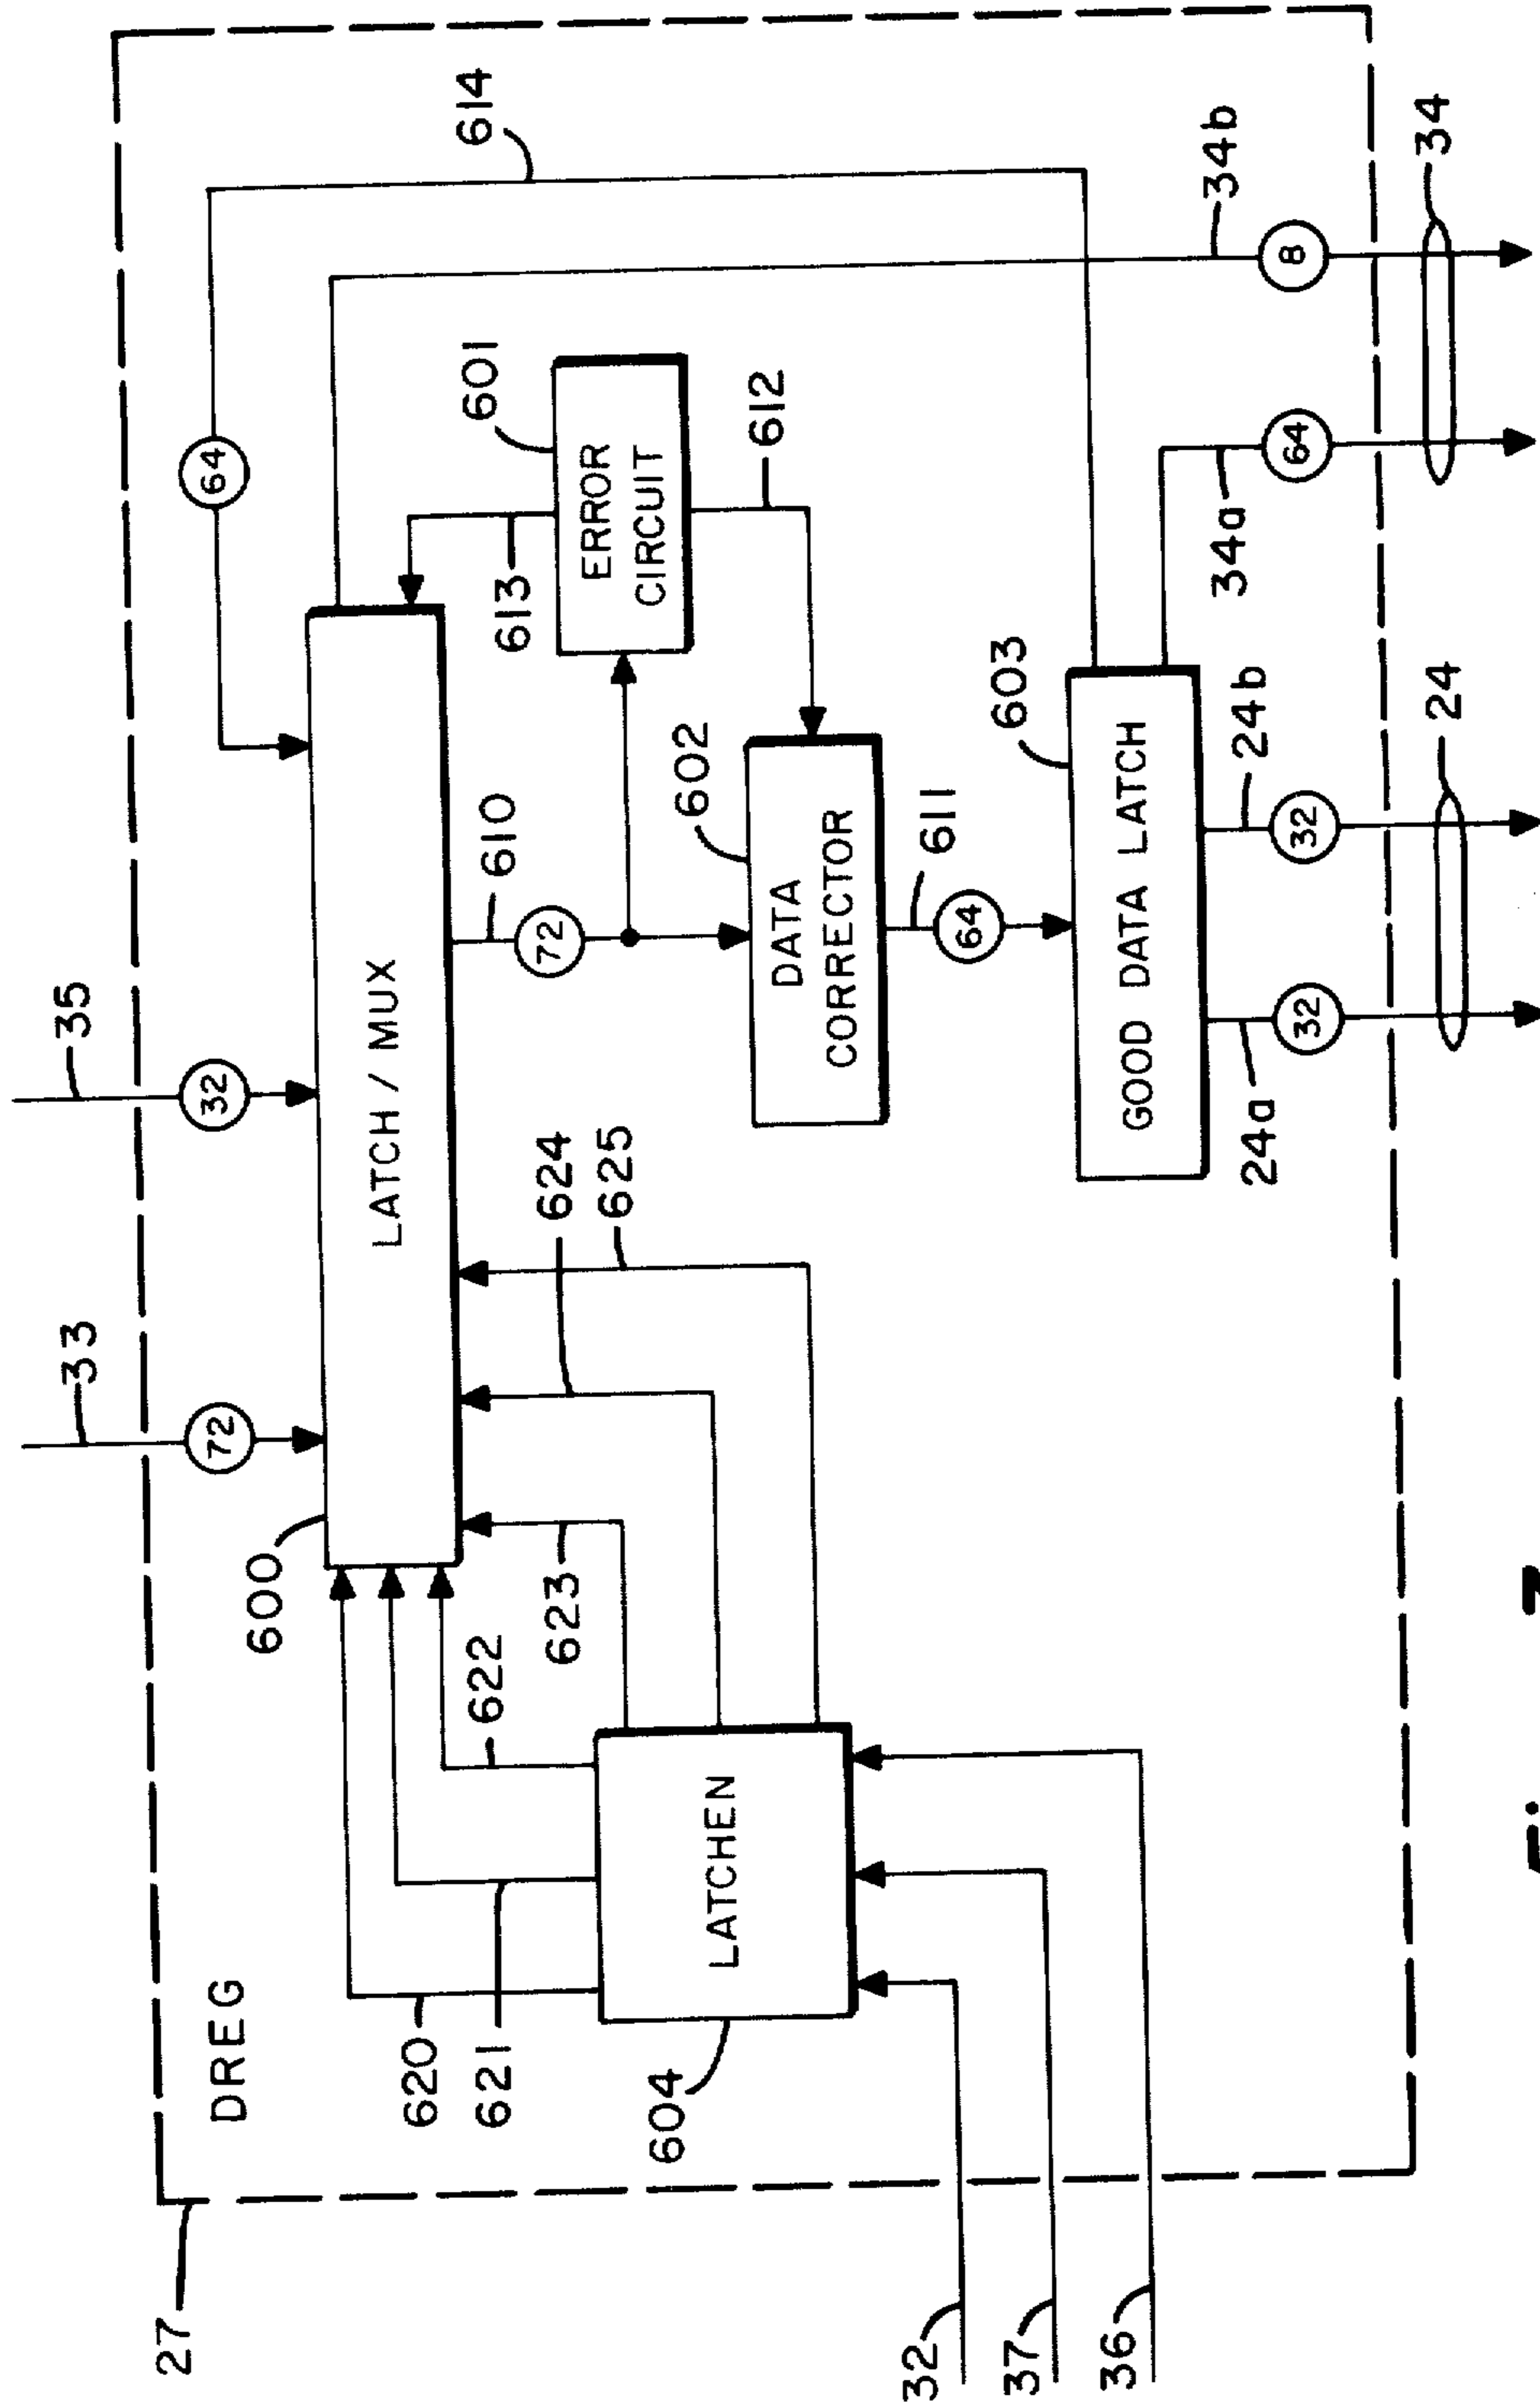 27
DREG
33
35
72
32
64
614
600
LATCH / MUX
620
621
622
623
624
625
610
72
613
601
ERROR
CIRCUIT
612
604
LATCHEN
602
DATA
CORRECTOR
611
64
603
GOOD DATA LATCH
32
37
36
24a
32
24b
32
34a
64
34b
8
24
34